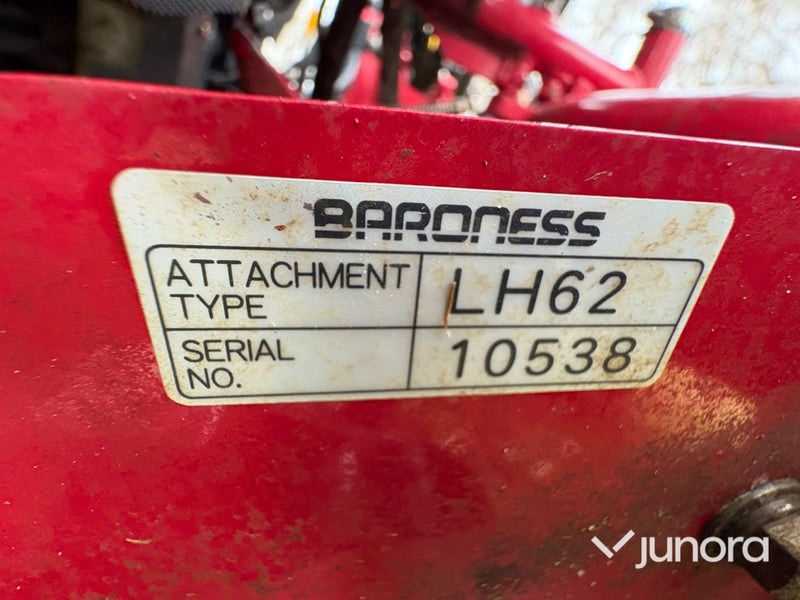 BARONESS
ATTACHMENT TYPE LH62
SERIAL NO. 10538
junora